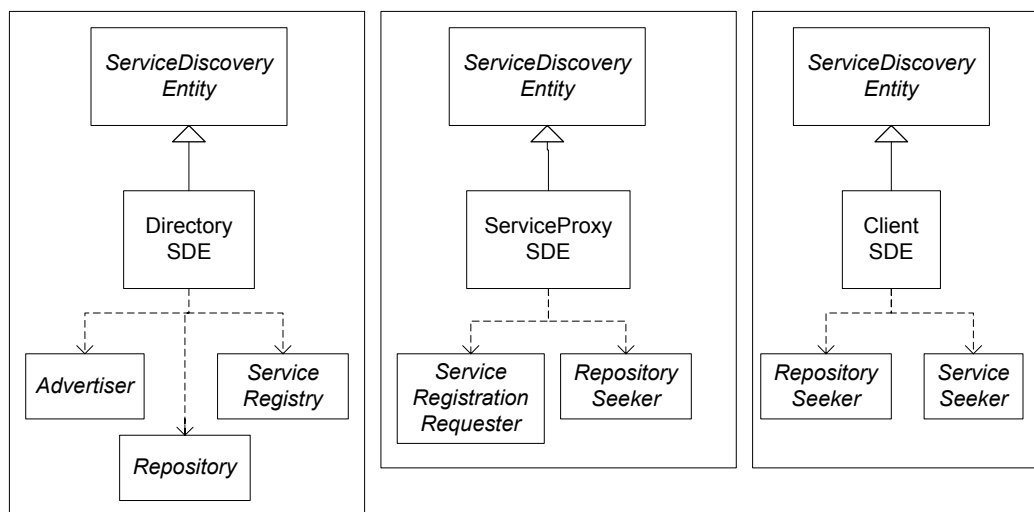 ServiceDiscovery
Entity
Directory
SDE
Advertiser
Service
Registry
Repository
ServiceDiscovery
Entity
ServiceProxy
SDE
Service
Registration
Requester
Repository
Seeker
ServiceDiscovery
Entity
Client
SDE
Repository
Seeker
Service
Seeker